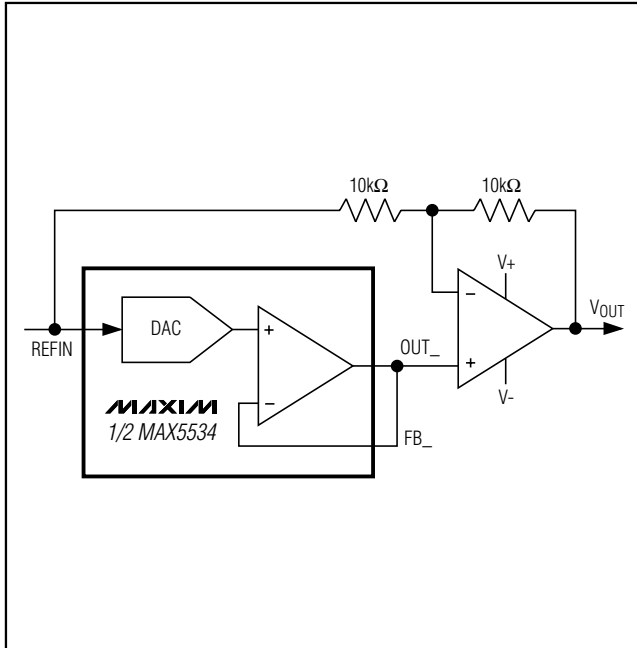 10kΩ
10kΩ
V+
DAC
+
−
VOUT
REFIN
OUT_
+
−
V-
MAXIM
1/2 MAX5534
FB_